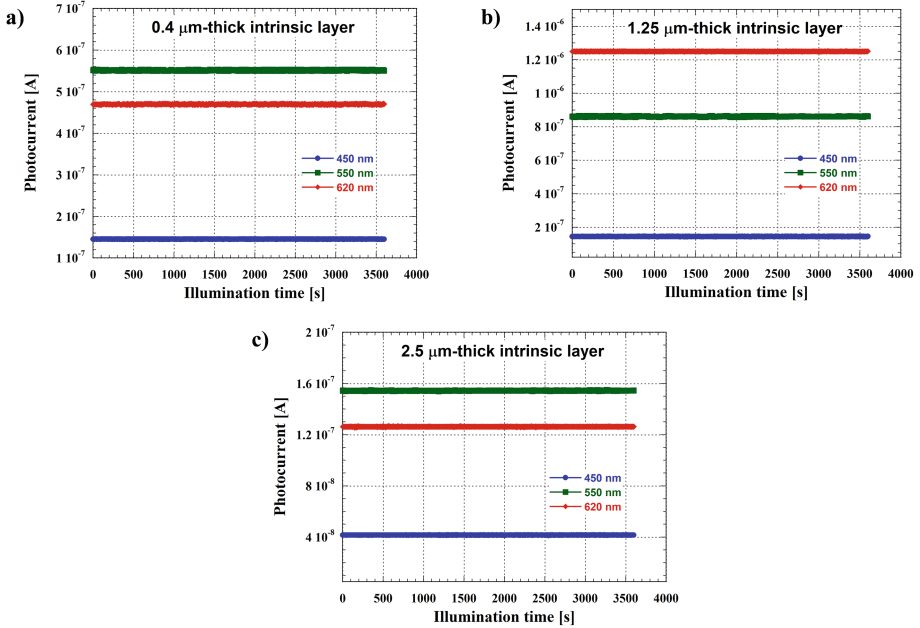 a)
0.4 μm-thick intrinsic layer
Photocurrent [A]
7 10⁻⁷
6 10⁻⁷
5 10⁻⁷
4 10⁻⁷
3 10⁻⁷
2 10⁻⁷
1 10⁻⁷
450 nm
550 nm
620 nm
0 500 1000 1500 2000 2500 3000 3500 4000
Illumination time [s]
b)
1.25 μm-thick intrinsic layer
Photocurrent [A]
1.4 10⁻⁶
1.2 10⁻⁶
1 10⁻⁶
8 10⁻⁷
6 10⁻⁷
4 10⁻⁷
2 10⁻⁷
450 nm
550 nm
620 nm
0 500 1000 1500 2000 2500 3000 3500 4000
Illumination time [s]
c)
2.5 μm-thick intrinsic layer
Photocurrent [A]
2 10⁻⁷
1.6 10⁻⁷
1.2 10⁻⁷
8 10⁻⁸
4 10⁻⁸
450 nm
550 nm
620 nm
0 500 1000 1500 2000 2500 3000 3500 4000
Illumination time [s]